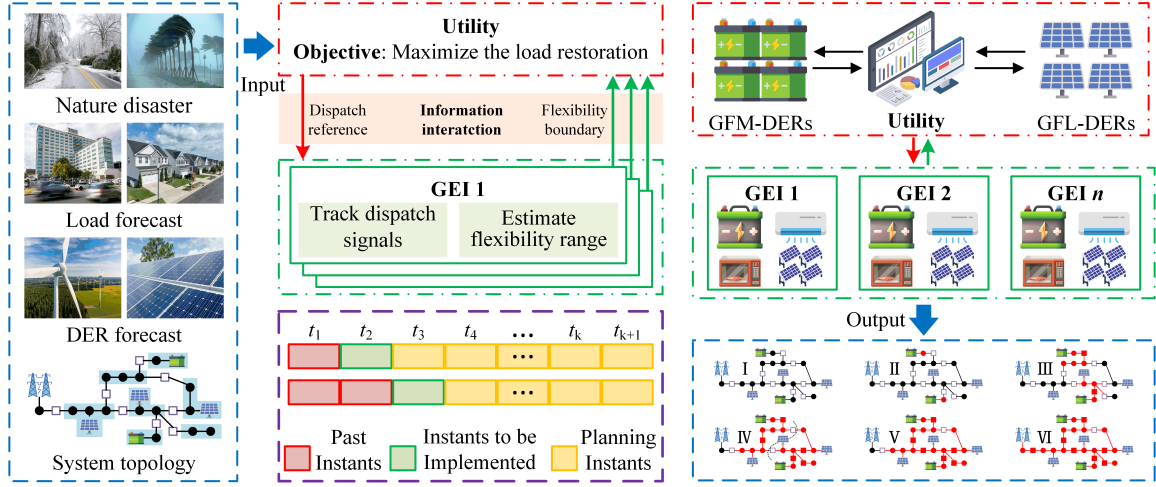 Nature disaster
Load forecast
DER forecast
System topology
Input
Utility
Objective: Maximize the load restoration
Dispatch reference
Information interatction
Flexibility boundary
GEI 1
Track dispatch signals
Estimate flexibility range
t1 t2 t3 t4 ... tk tk+1
...
...
Past Instants
Instants to be Implemented
Planning Instants
GFM-DERs
Utility
GFL-DERs
GEI 1
GEI 2
GEI n
Output
I
II
III
IV
V
VI